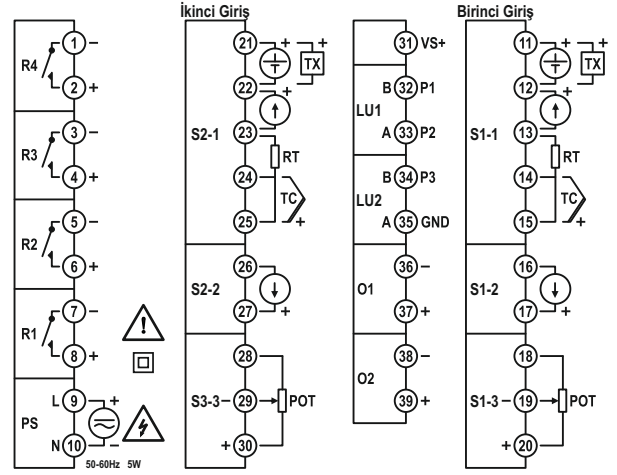 İkinci Giriş
Birinci Giriş
R4
1 −
2 +
R3
3 −
4 +
R2
5 −
6 +
R1
7 −
8 +
PS
L 9 +
N 10 −
50-60Hz 5W
!
S2-1
21 + +
TX
22 +
23
RT
24
TC
25 +
S2-2
26
27 +
28
S3-3 − 29 POT
+ 30
31 VS+
LU1
B 32 P1
A 33 P2
LU2
B 34 P3
A 35 GND
O1
36 −
37 +
O2
38 −
39 +
S1-1
11 + +
TX
12 +
13
RT
14
TC
15 +
S1-2
16
17 +
18
S1-3 − 19 POT
+ 20